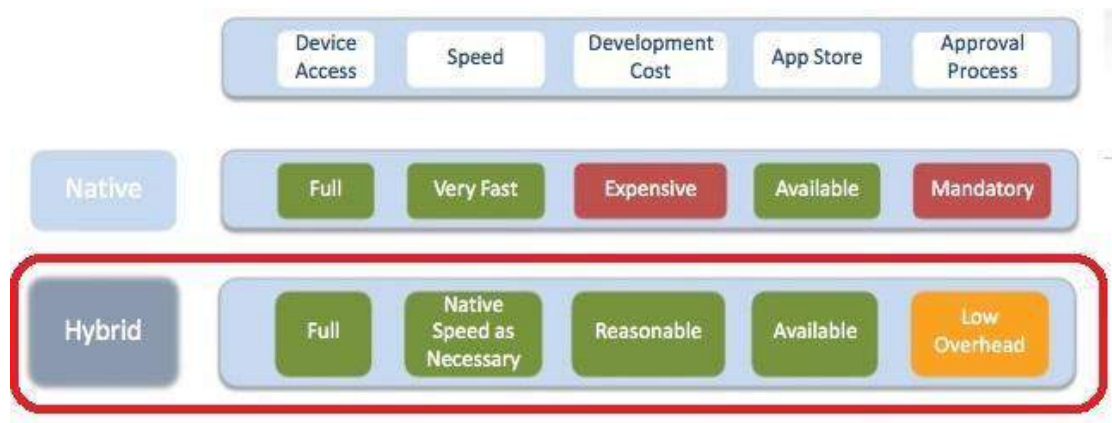 Device
Access
Speed
Development
Cost
App Store
Approval
Process
Native
Full
Very Fast
Expensive
Available
Mandatory
Hybrid
Full
Native
Speed as
Necessary
Reasonable
Available
Low
Overhead